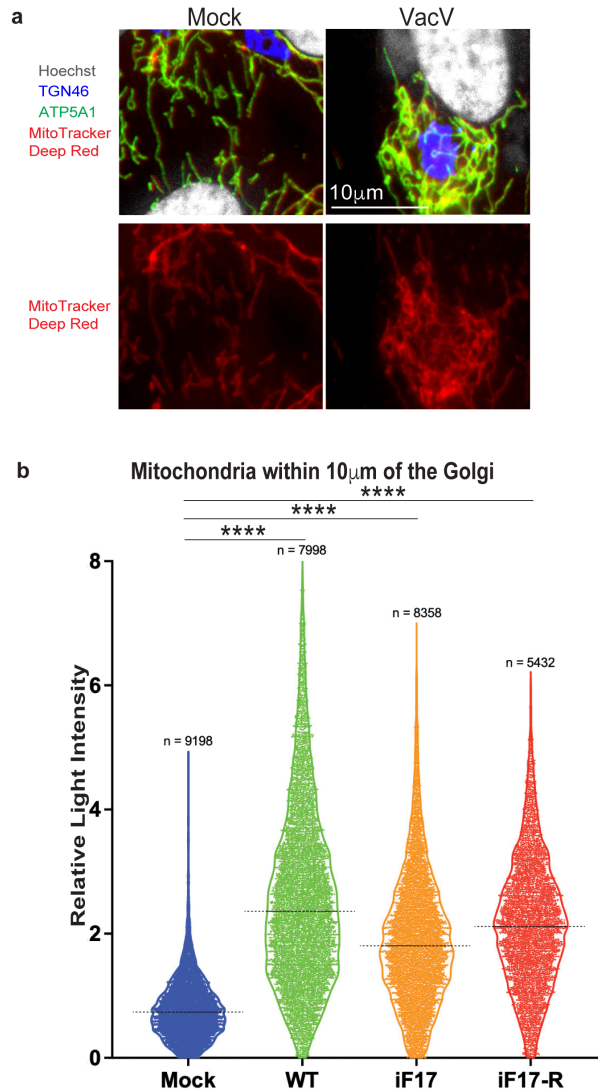 a
Mock
VacV
Hoechst
TGN46
ATP5A1
MitoTracker
Deep Red
10μm
MitoTracker
Deep Red
b
Mitochondria within 10μm of the Golgi
****
****
****
n = 7998
n = 8358
n = 5432
n = 9198
Relative Light Intensity
8
6
4
2
0
Mock
WT
iF17
iF17-R